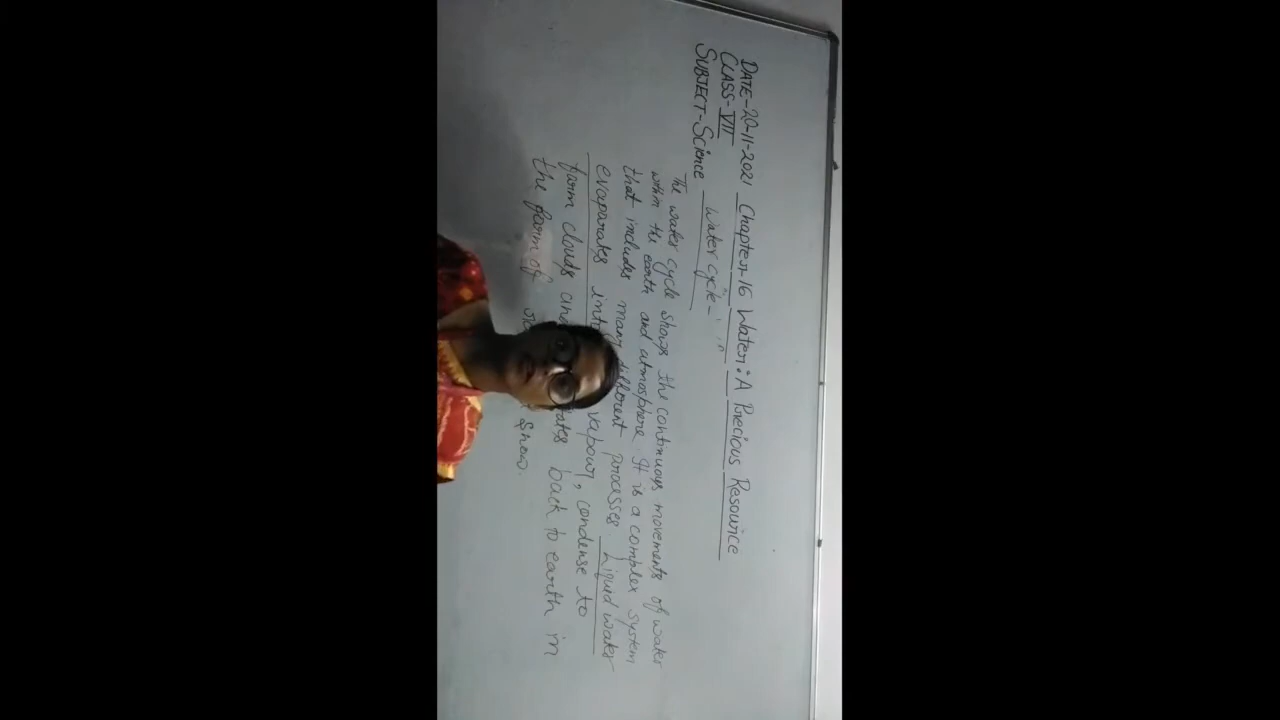 DATE-20-11-2021 Chapter-16 Water: A Precious Resource
CLASS-VII
SUBJECT-Science Water cycle-
The water cycle shows the continuous movements of water
within the earth and atmosphere. It is a complex system
that includes many different processes. Liquid water
evaporates into vapour, condense to
form clouds and back to earth in
the form of snow.